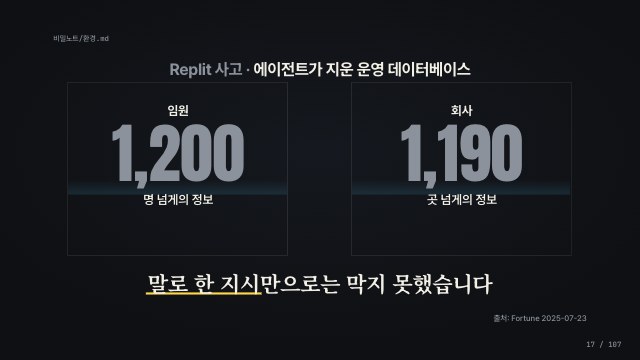 비밀노트/환경.md
Replit 사고 · 에이전트가 지운 운영 데이터베이스
임원
1,200
명 넘게의 정보
회사
1,190
곳 넘게의 정보
말로 한 지시만으로는 막지 못했습니다
출처: Fortune 2025-07-23
17 / 107